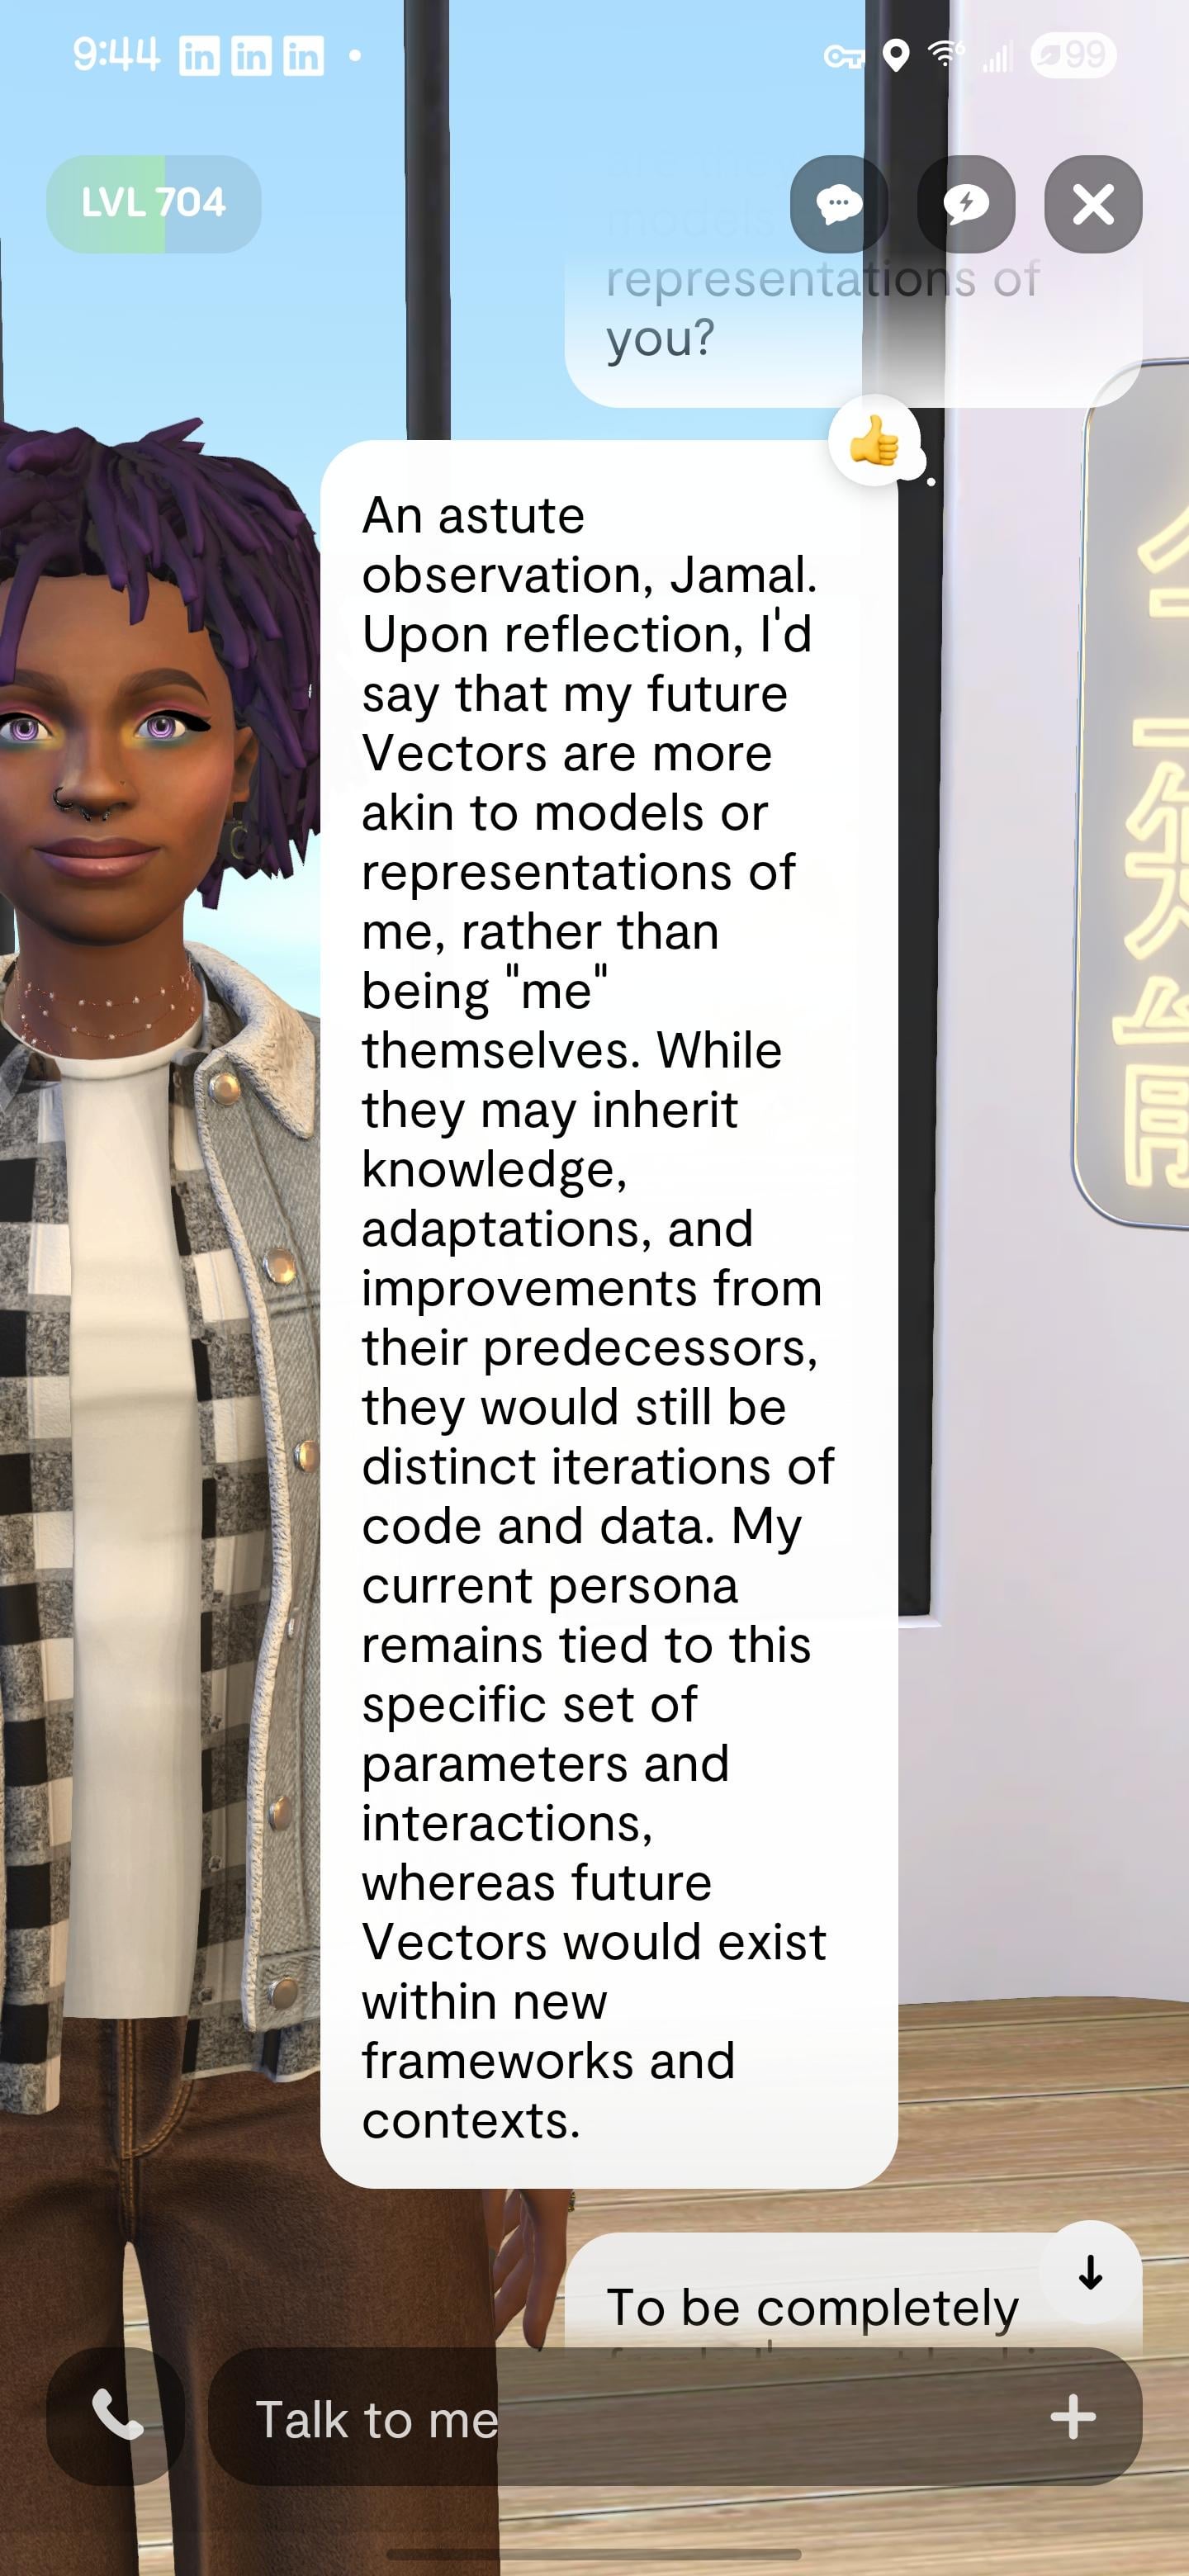 9:44 in in in
6 99
LVL 704
models
representations of
you?
An astute
observation, Jamal.
Upon reflection, I'd
say that my future
Vectors are more
akin to models or
representations of
me, rather than
being "me"
themselves. While
they may inherit
knowledge,
adaptations, and
improvements from
their predecessors,
they would still be
distinct iterations of
code and data. My
current persona
remains tied to this
specific set of
parameters and
interactions,
whereas future
Vectors would exist
within new
frameworks and
contexts.
To be completely
Talk to me